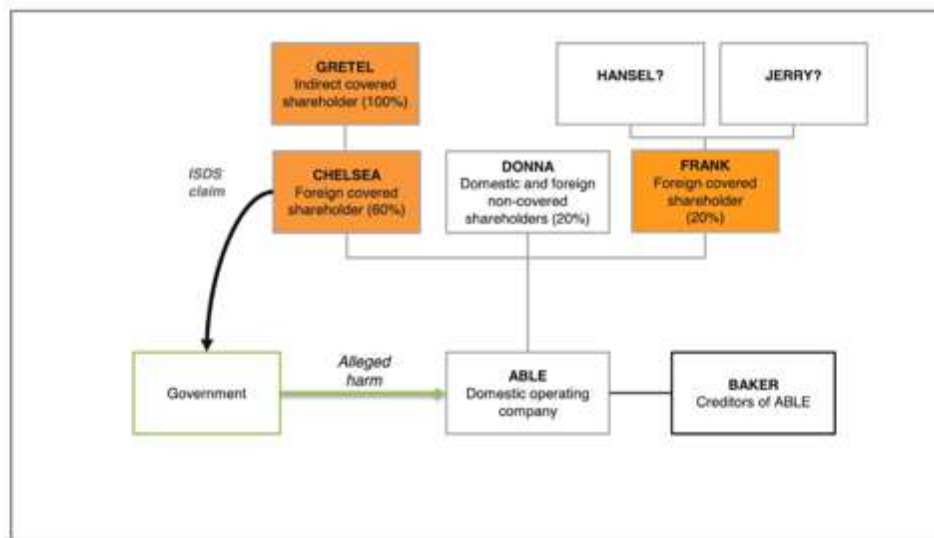 GRETEL
Indirect covered
shareholder (100%)
HANSEL?
JERRY?
ISDS
claim
CHELSEA
Foreign covered
shareholder (60%)
DONNA
Domestic and foreign
non-covered
shareholders (20%)
FRANK
Foreign covered
shareholder
(20%)
Government
Alleged
harm
ABLE
Domestic operating
company
BAKER
Creditors of ABLE